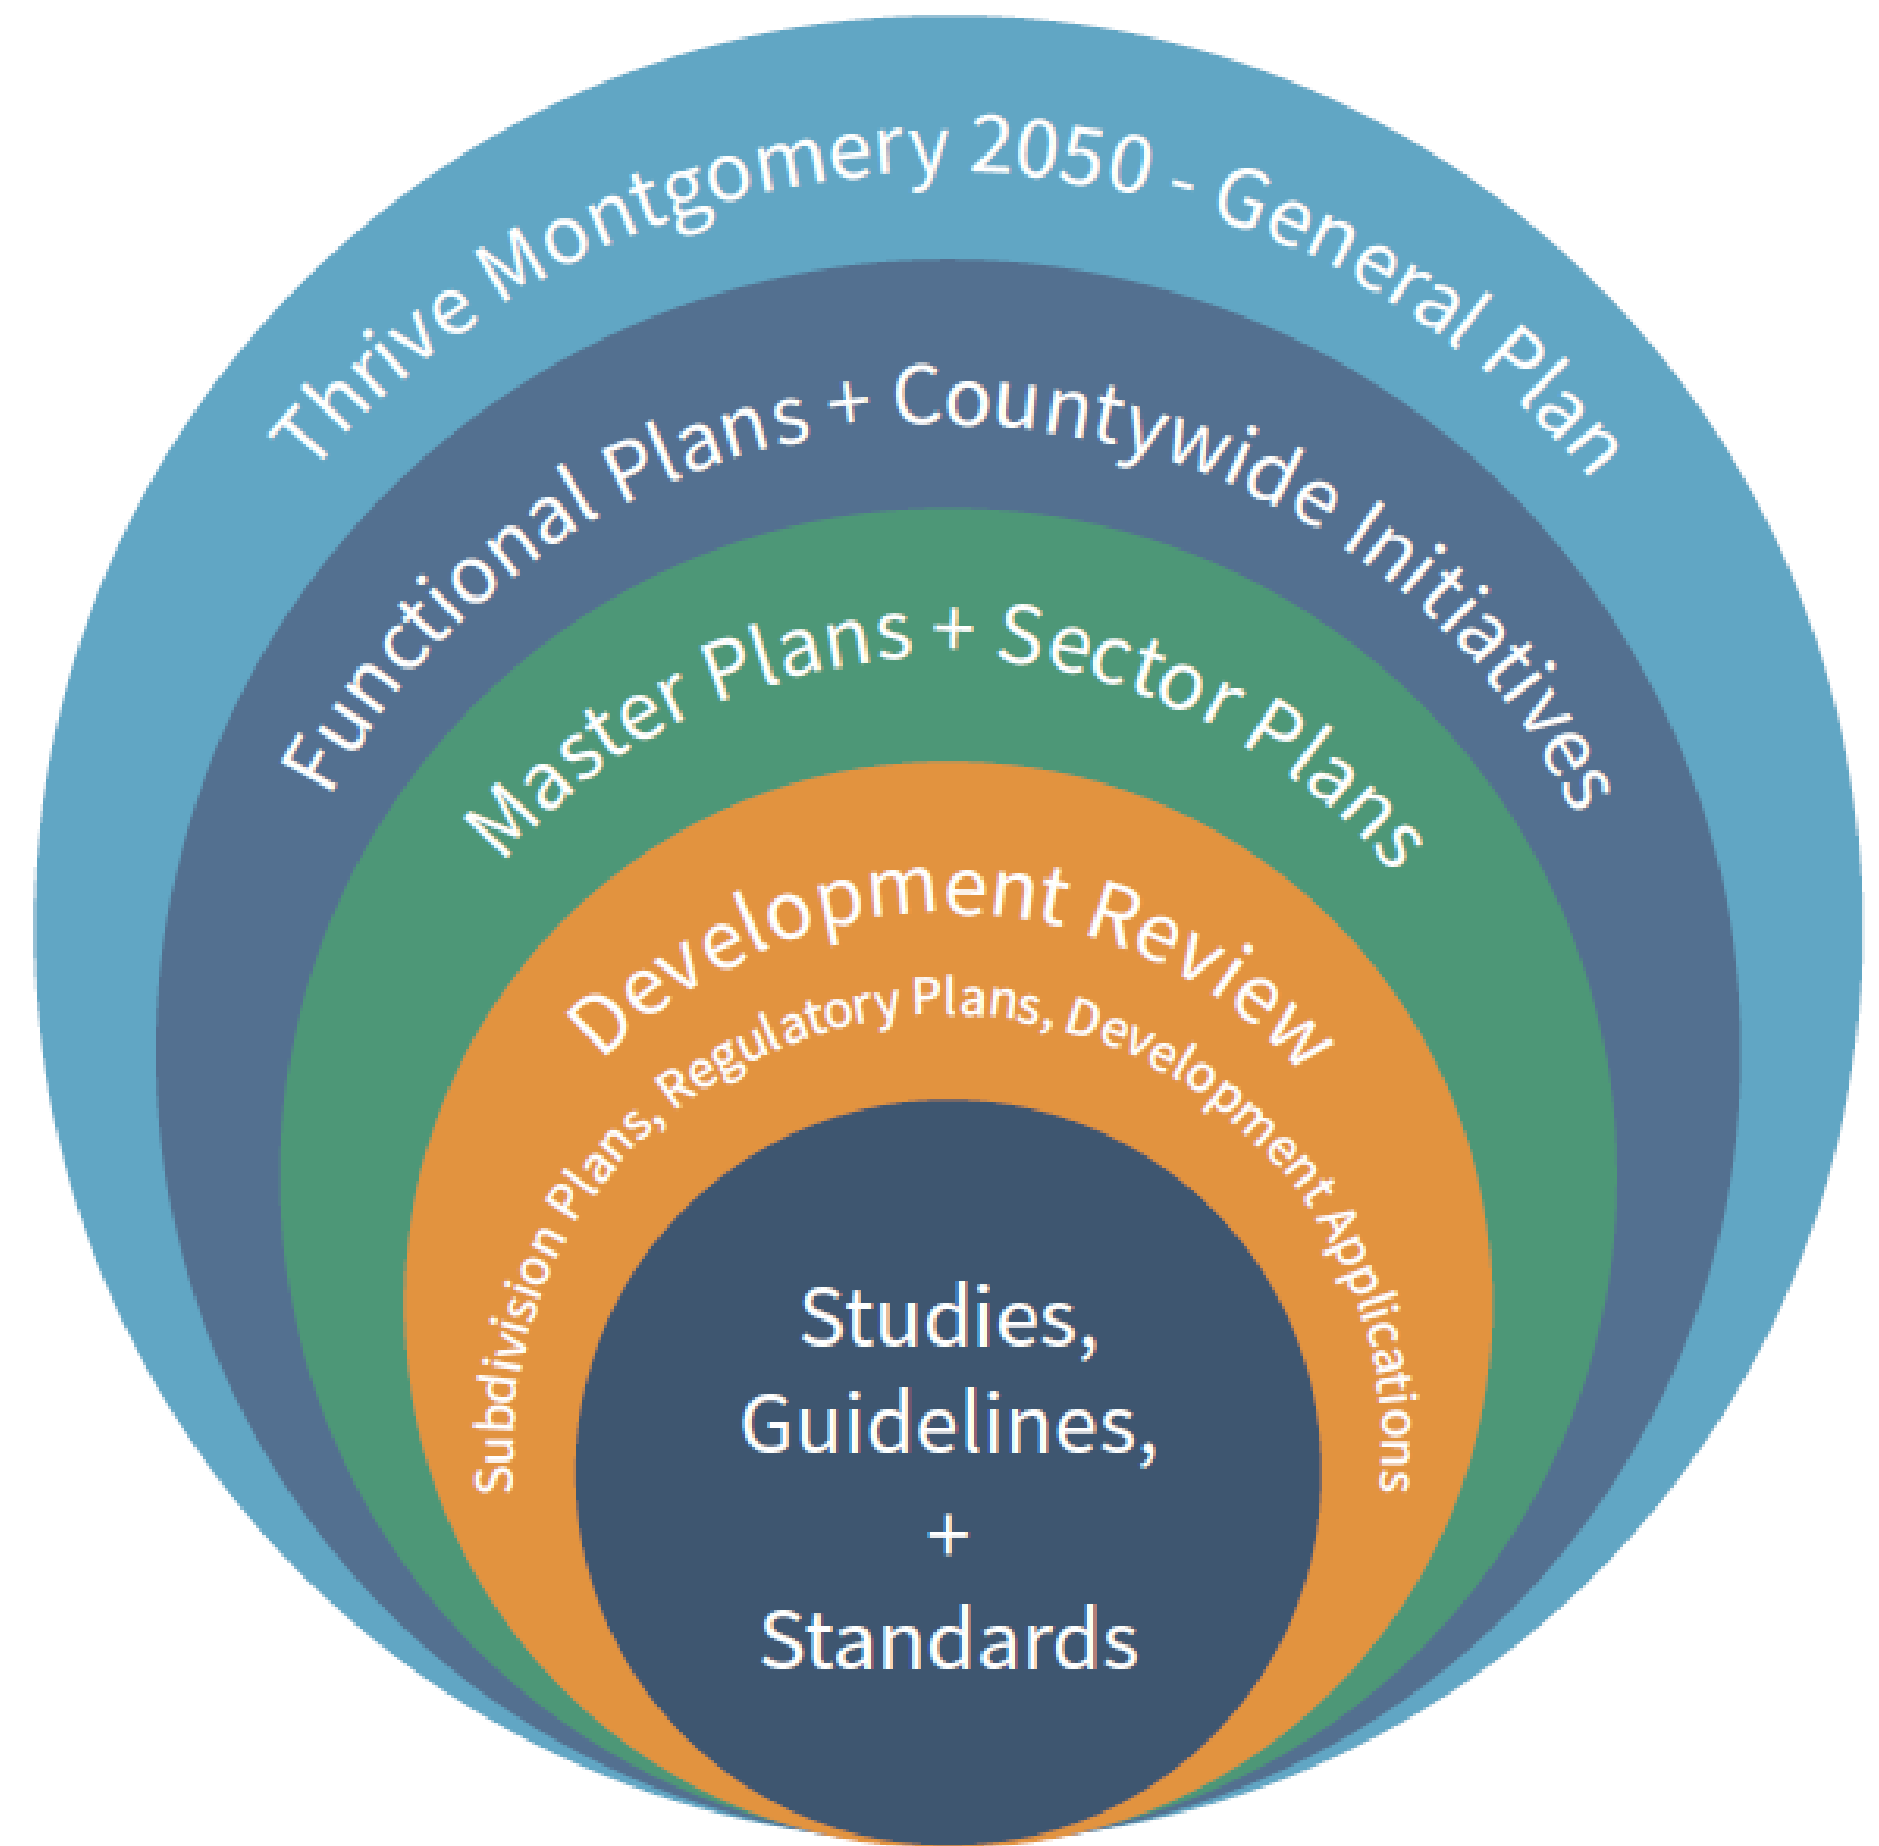 Thrive Montgomery 2050 - General Plan
Functional Plans + Countywide Initiatives
Master Plans + Sector Plans
Development Review
Subdivision Plans, Regulatory Plans, Development Applications
Studies,
Guidelines,
+
Standards